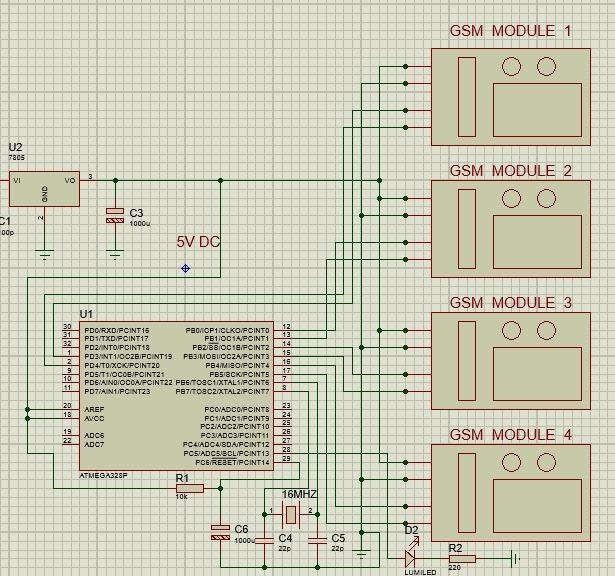 GSM MODULE 1
U2
7805
VI
VO
3
GND
2
C1
00p
C3
1000u
5V DC
GSM MODULE 2
GSM MODULE 3
GSM MODULE 4
U1
30 PD0/RXD/PCINT16 PB0/ICP1/CLKO/PCINT0 12
31 PD1/TXD/PCINT17 PB1/OC1A/PCINT1 13
32 PD2/INT0/PCINT18 PB2/SS/OC1B/PCINT2 14
1 PD3/INT1/OC2B/PCINT19 PB3/MOSI/OC2A/PCINT3 15
2 PD4/T0/XCK/PCINT20 PB4/MISO/PCINT4 16
9 PD5/T1/OC0B/PCINT21 PB5/SCK/PCINT5 17
10 PD6/AIN0/OC0A/PCINT22 PB6/TOSC1/XTAL1/PCINT6 7
11 PD7/AIN1/PCINT23 PB7/TOSC2/XTAL2/PCINT7 8
20 AREF PC0/ADC0/PCINT8 23
18 AVCC PC1/ADC1/PCINT9 24
PC2/ADC2/PCINT10 25
19 ADC6 PC3/ADC3/PCINT11 26
22 ADC7 PC4/ADC4/SDA/PCINT12 27
PC5/ADC5/SCL/PCINT13 28
PC6/RESET/PCINT14 29
ATMEGA328P
R1
10k
16MHZ
1
2
C6
1000u
C4
22p
C5
22p
D2
LUMILED
R2
220